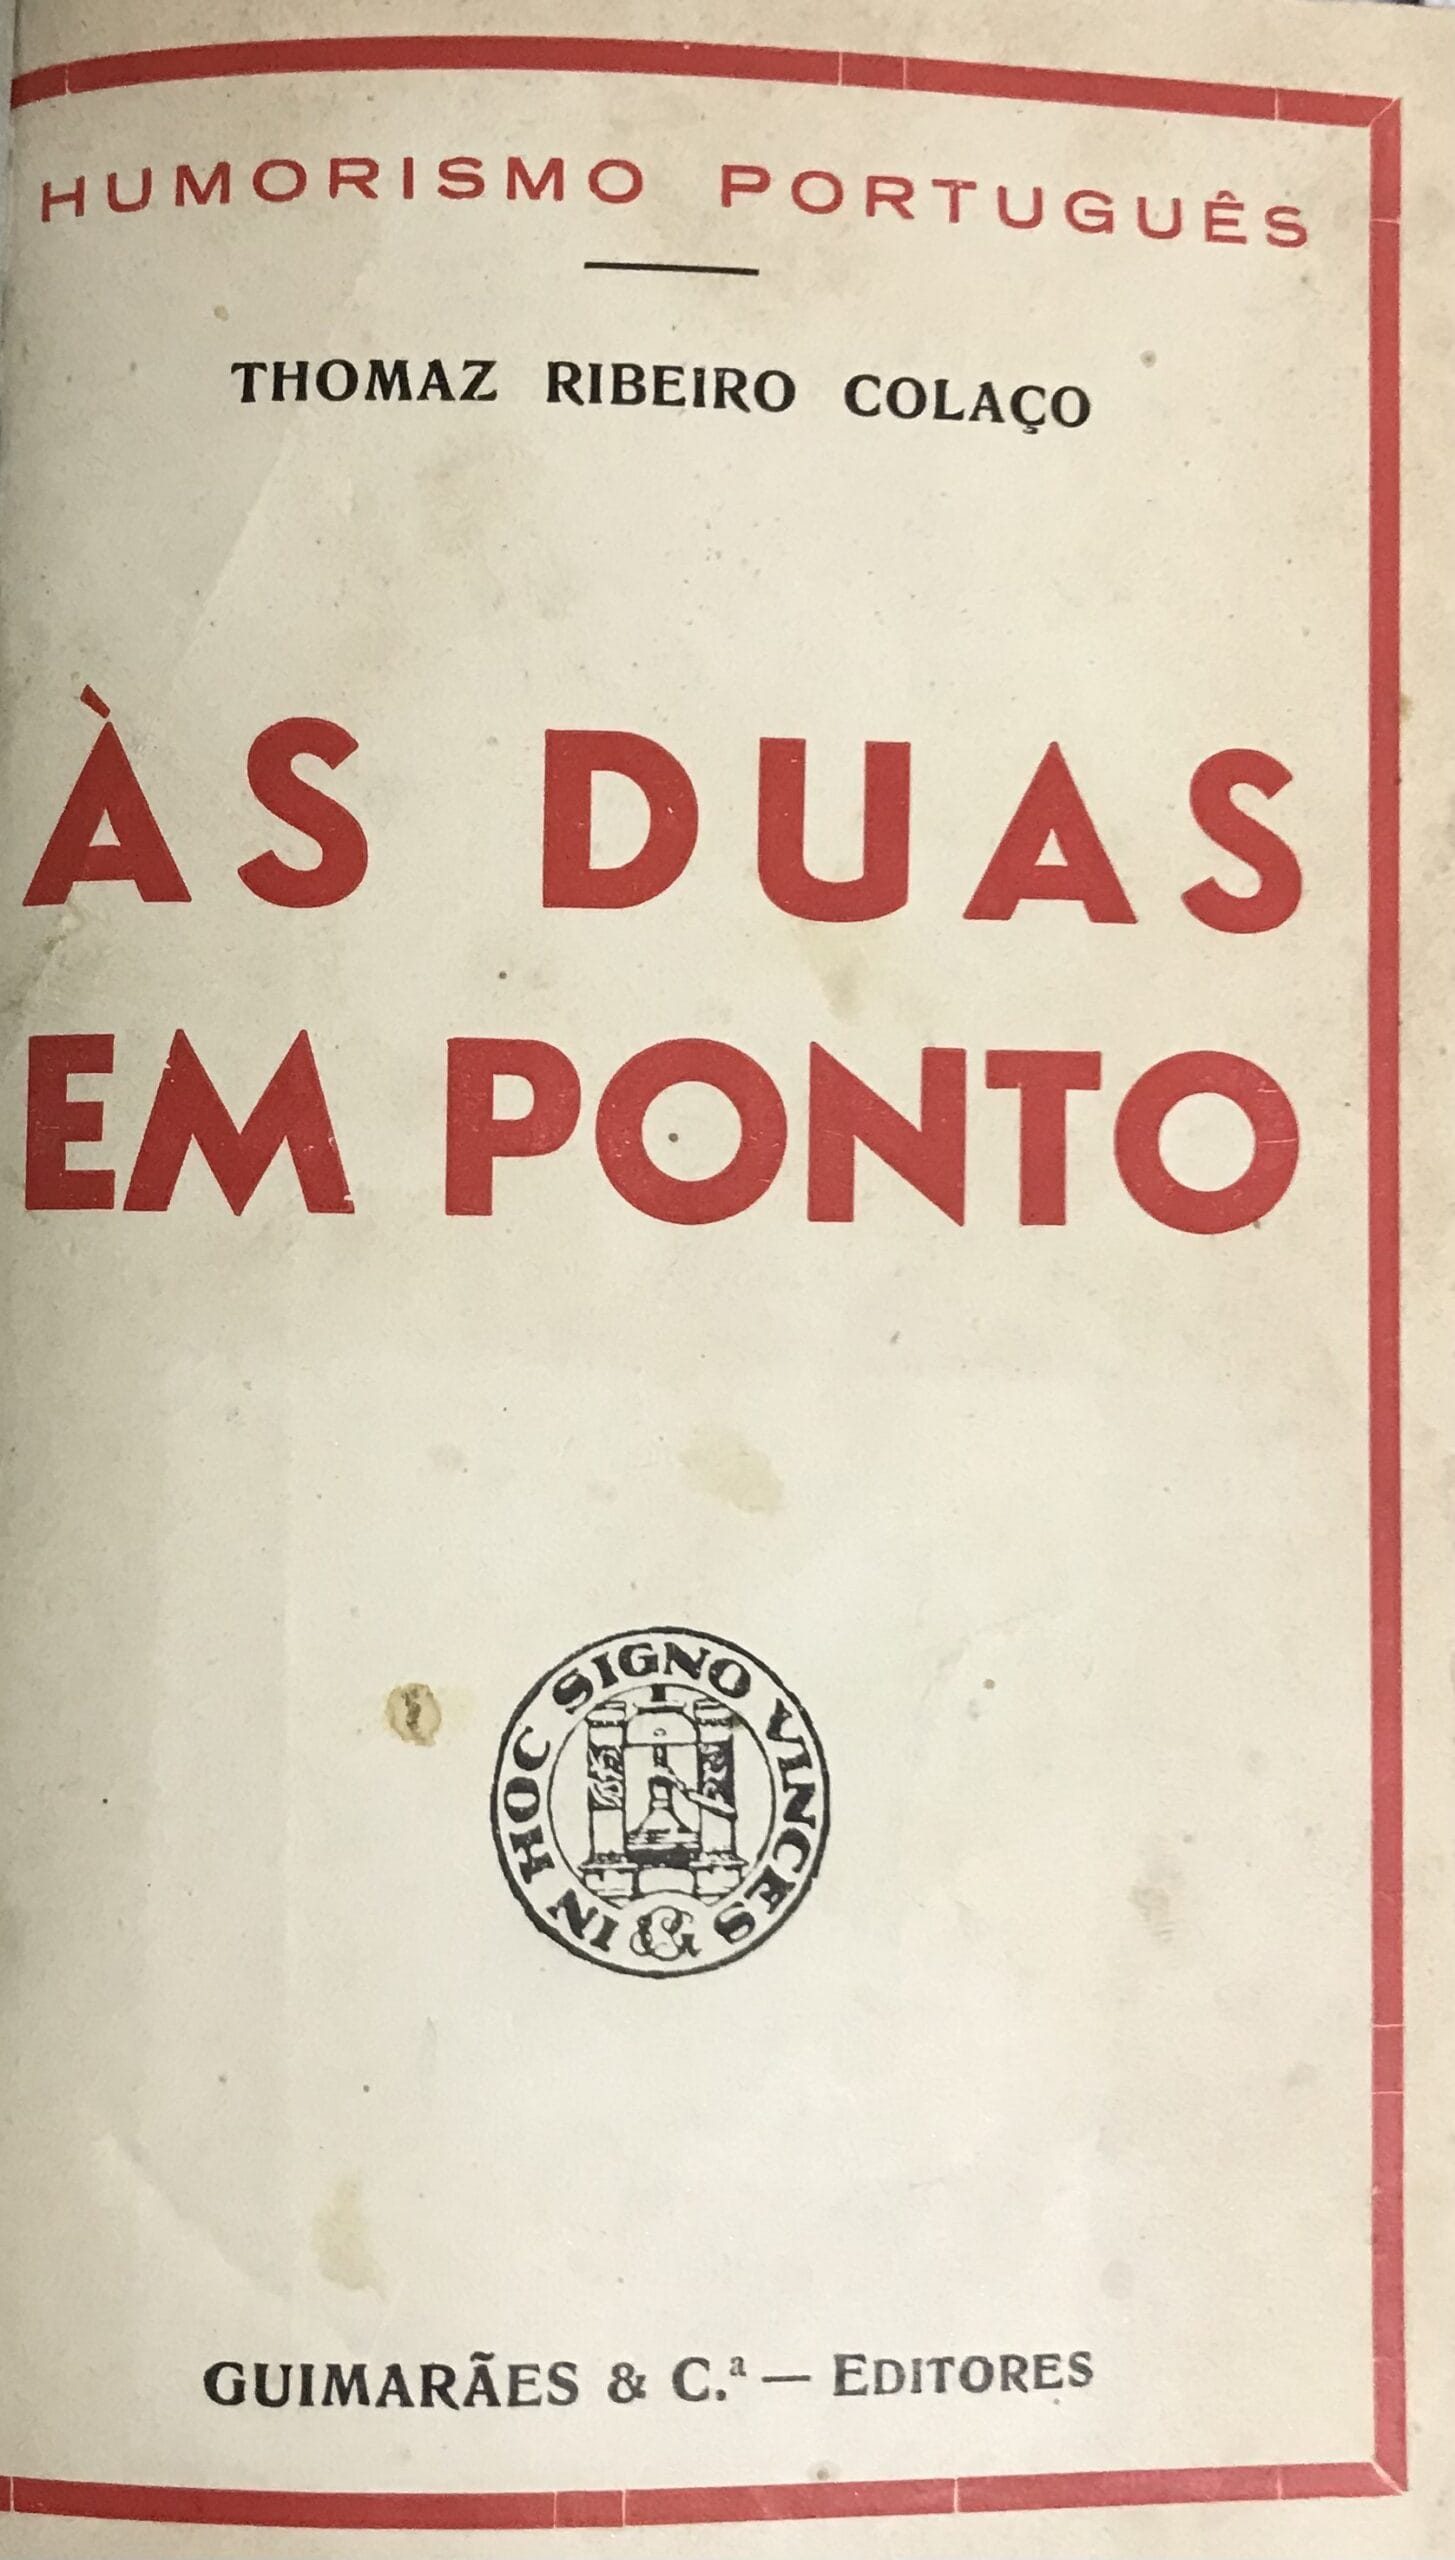 HUMORISMO PORTUGUÊS
THOMAZ RIBEIRO COLAÇO
ÀS DUAS
EM PONTO
IN HOC SIGNO VINCES
GUIMARÃES & C.ª — EDITORES